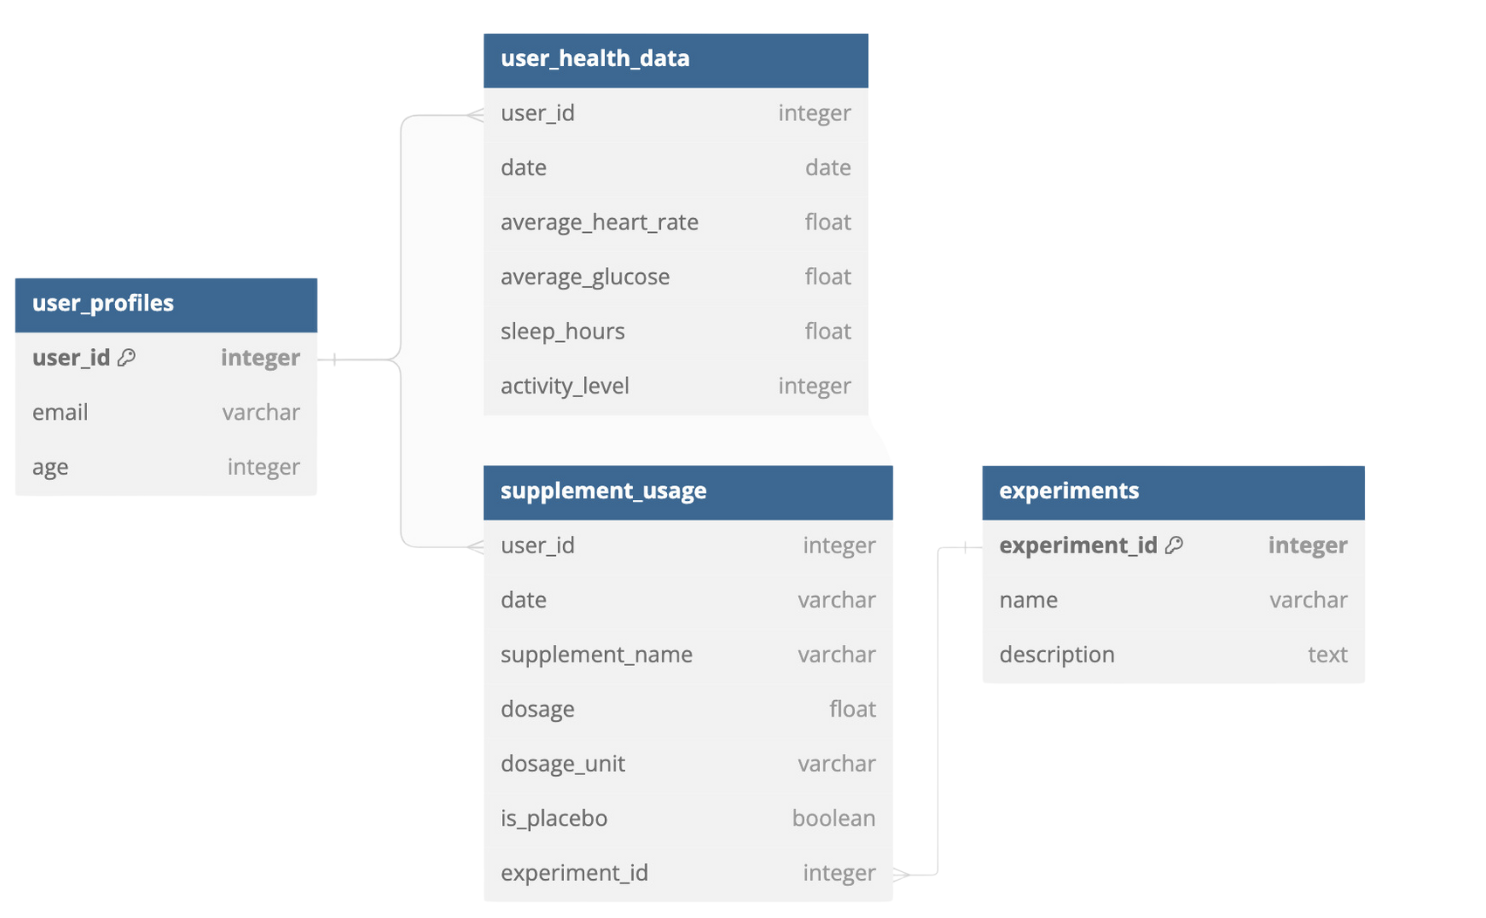 user_health_data
user_id integer
date date
average_heart_rate float
average_glucose float
sleep_hours float
activity_level integer
user_profiles
user_id integer
email varchar
age integer
supplement_usage
user_id integer
date varchar
supplement_name varchar
dosage float
dosage_unit varchar
is_placebo boolean
experiment_id integer
experiments
experiment_id integer
name varchar
description text